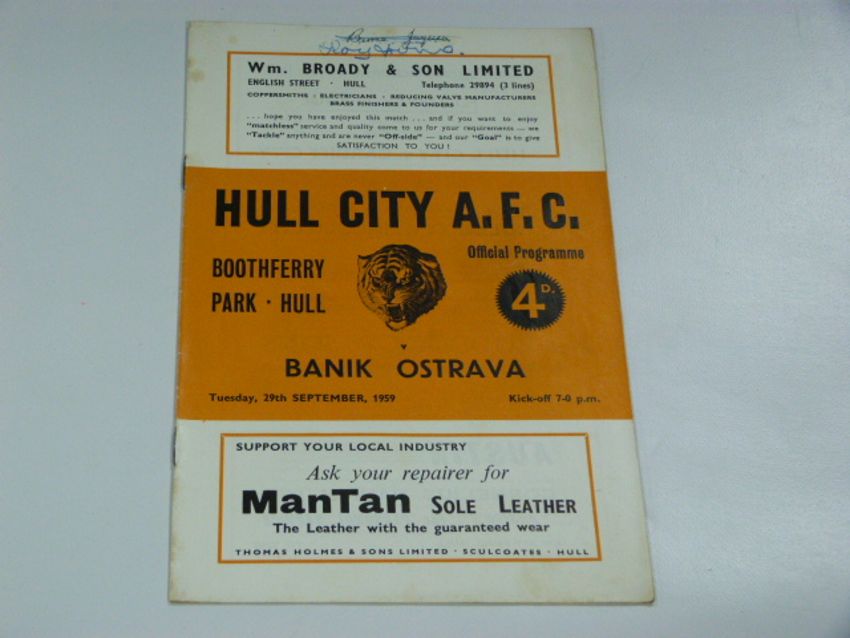 Wm. BROADY & SON LIMITED
ENGLISH STREET · HULL Telephone 29894 (3 lines)
COPPERSMITHS · ELECTRICIANS · REDUCING VALVE MANUFACTURERS
BRASS FINISHERS & FOUNDERS
. . . hope you have enjoyed this match . . . and if you want to enjoy
"matchless" service and quality come to us for your requirements — we
"Tackle" anything and are never "Off-side" — and our "Goal" is to give
SATISFACTION TO YOU !
HULL CITY A.F.C.
Official Programme
BOOTHFERRY
PARK · HULL
4D.
v
BANIK OSTRAVA
Tuesday, 29th SEPTEMBER, 1959 Kick-off 7-0 p.m.
SUPPORT YOUR LOCAL INDUSTRY
Ask your repairer for
ManTan SOLE LEATHER
The Leather with the guaranteed wear
THOMAS HOLMES & SONS LIMITED · SCULCOATES · HULL